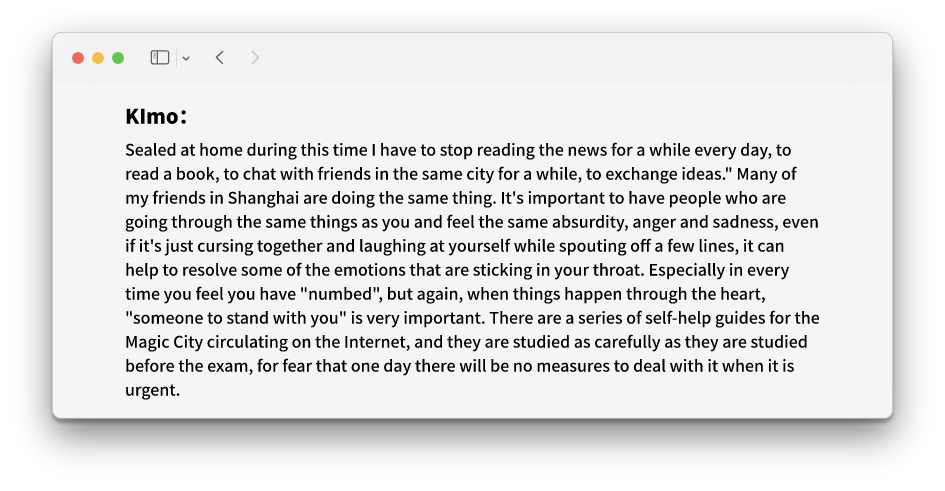 KImo：
Sealed at home during this time I have to stop reading the news for a while every day, to
read a book, to chat with friends in the same city for a while, to exchange ideas." Many of
my friends in Shanghai are doing the same thing. It's important to have people who are
going through the same things as you and feel the same absurdity, anger and sadness, even
if it's just cursing together and laughing at yourself while spouting off a few lines, it can
help to resolve some of the emotions that are sticking in your throat. Especially in every
time you feel you have "numbed", but again, when things happen through the heart,
"someone to stand with you" is very important. There are a series of self-help guides for the
Magic City circulating on the Internet, and they are studied as carefully as they are studied
before the exam, for fear that one day there will be no measures to deal with it when it is
urgent.